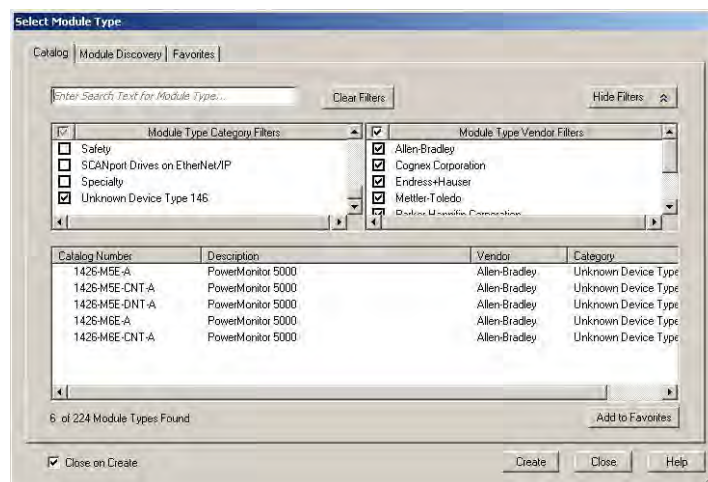 Select Module Type
Catalog Module Discovery Favorites
Enter Search Text for Module Type... Clear Filters Hide Filters
Module Type Category Filters Module Type Vendor Filters
Safety Allen-Bradley
SCANport Drives on EtherNet/IP Cognex Corporation
Specialty Endress+Hauser
Unknown Device Type 146 Mettler-Toledo
Parker Hannifin Corporation
Catalog Number Description Vendor Category
1426-M5E-A PowerMonitor 5000 Allen-Bradley Unknown Device Type
1426-M5E-CNT-A PowerMonitor 5000 Allen-Bradley Unknown Device Type
1426-M5E-DNT-A PowerMonitor 5000 Allen-Bradley Unknown Device Type
1426-M6E-A PowerMonitor 5000 Allen-Bradley Unknown Device Type
1426-M6E-CNT-A PowerMonitor 5000 Allen-Bradley Unknown Device Type
6 of 224 Module Types Found Add to Favorites
Close on Create Create Close Help